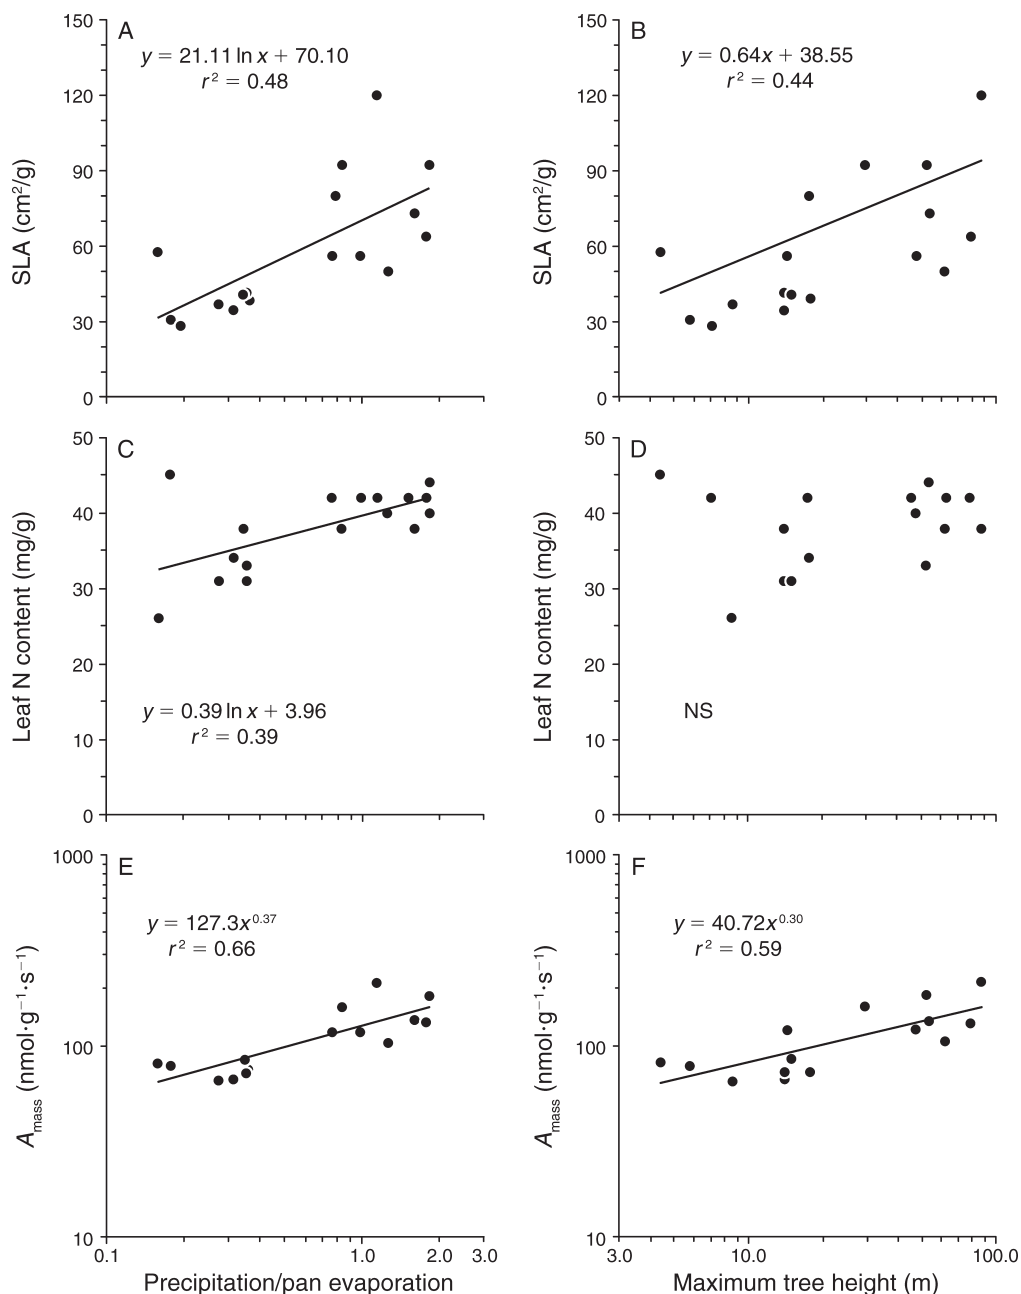 A
y = 21.11 ln x + 70.10
r² = 0.48
SLA (cm²/g)
150
120
90
60
30
0
B
y = 0.64x + 38.55
r² = 0.44
SLA (cm²/g)
150
120
90
60
30
0
C
y = 0.39 ln x + 3.96
r² = 0.39
Leaf N content (mg/g)
50
40
30
20
10
0
D
NS
Leaf N content (mg/g)
50
40
30
20
10
0
E
y = 127.3x^0.37
r² = 0.66
A_mass (nmol·g⁻¹·s⁻¹)
1000
100
10
0.1 1.0 2.0 3.0
Precipitation/pan evaporation
F
y = 40.72x^0.30
r² = 0.59
A_mass (nmol·g⁻¹·s⁻¹)
1000
100
10
3.0 10.0 100.0
Maximum tree height (m)